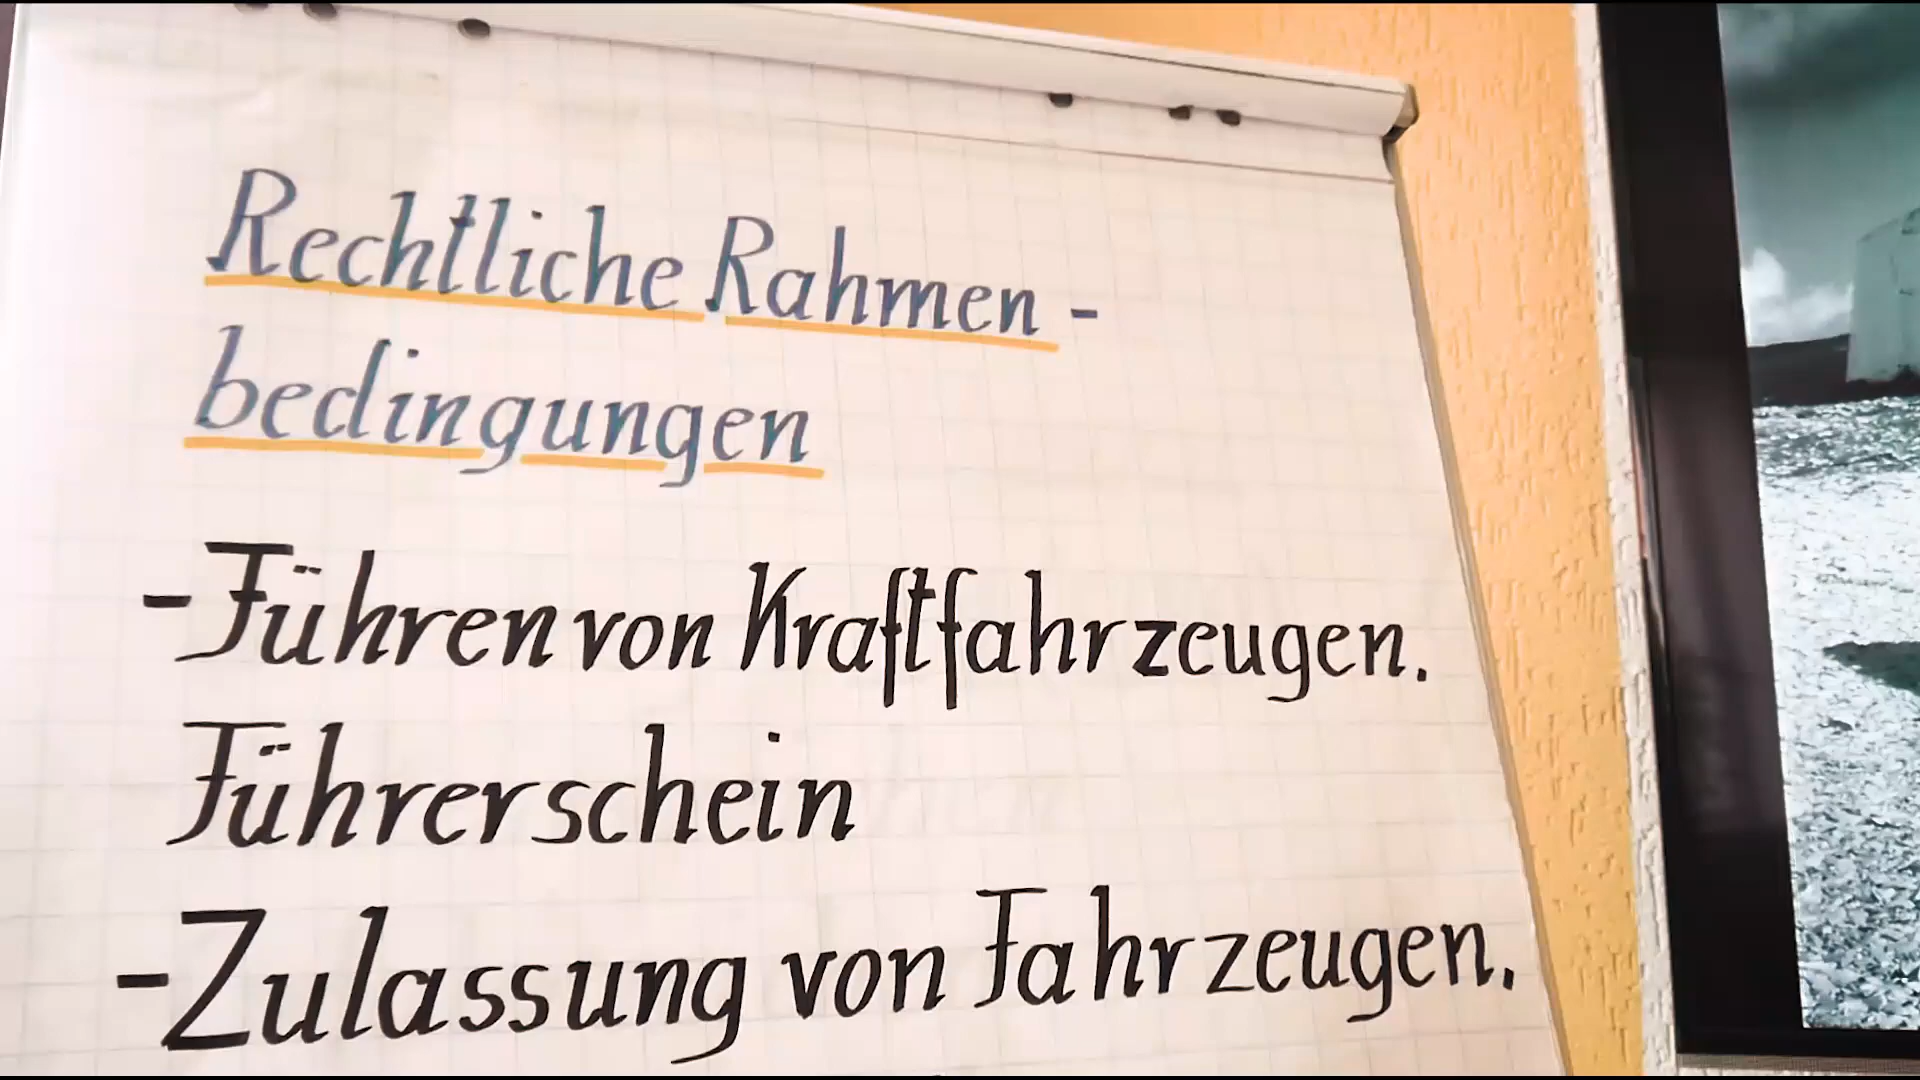 Rechtliche Rahmen -
bedingungen
- Führen von Kraftfahrzeugen.
Führerschein
- Zulassung von Fahrzeugen.